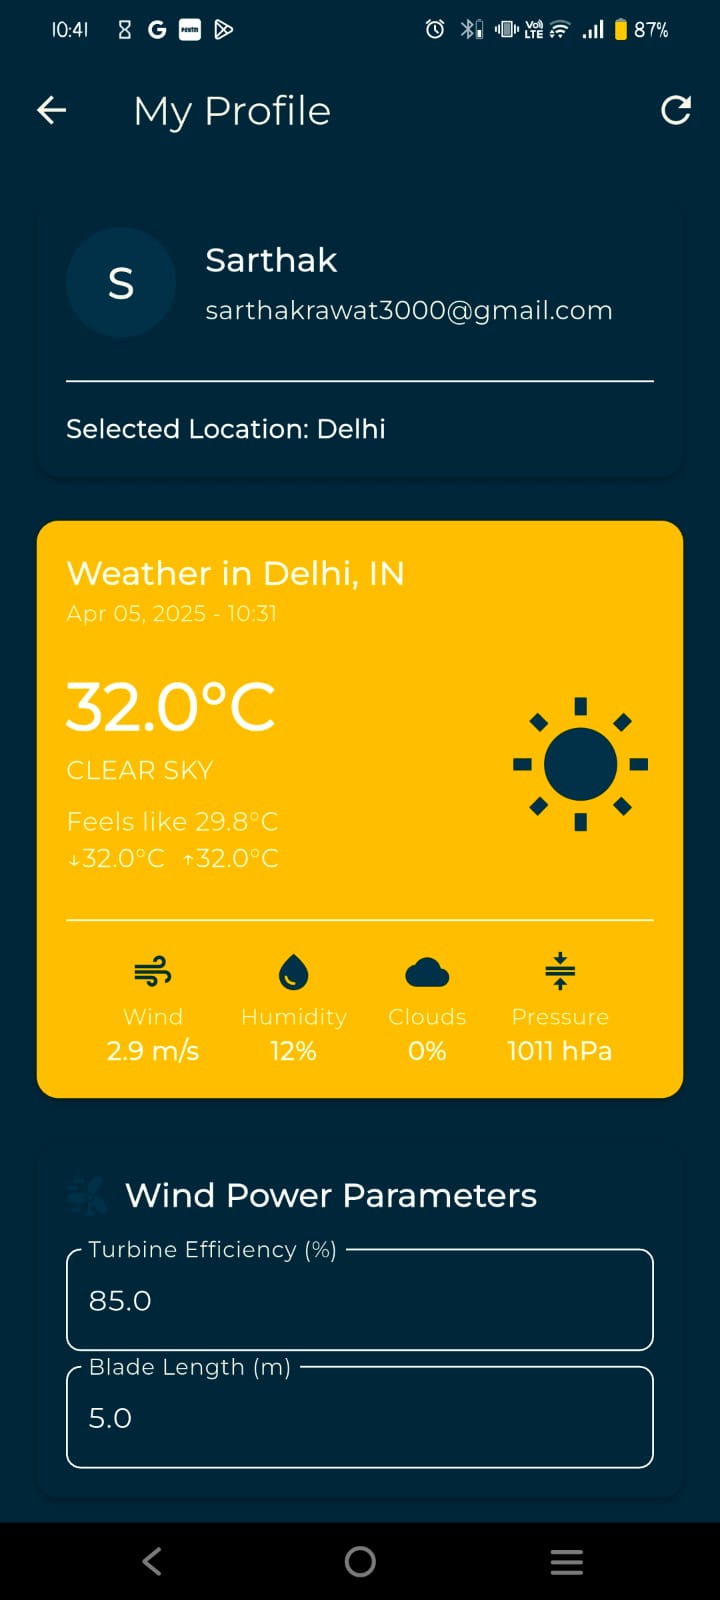 10:41
G
paytm
Vo))
LTE
87%
My Profile
S
Sarthak
sarthakrawat3000@gmail.com
Selected Location: Delhi
Weather in Delhi, IN
Apr 05, 2025 - 10:31
32.0°C
CLEAR SKY
Feels like 29.8°C
↓32.0°C ↑32.0°C
Wind Humidity Clouds Pressure
2.9 m/s 12% 0% 1011 hPa
Wind Power Parameters
Turbine Efficiency (%)
85.0
Blade Length (m)
5.0